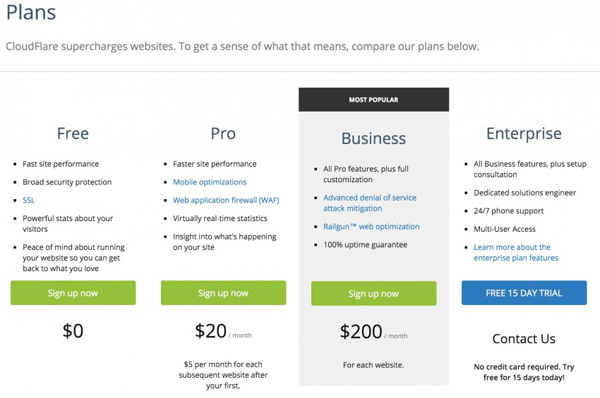 Plans
CloudFlare supercharges websites. To get a sense of what that means, compare our plans below.
Free
Fast site performance
Broad security protection
SSL
Powerful stats about your
visitors
Peace of mind about running
your website so you can get
back to what you love
Sign up now
$0
Pro
Faster site performance
Mobile optimizations
Web application firewall (WAF)
Virtually real-time statistics
Insight into what's happening
on your site
Sign up now
$20 / month
$5 per month for each
subsequent website after
your first.
MOST POPULAR
Business
All Pro features, plus full
customization
Advanced denial of service
attack mitigation
Railgun™ web optimization
100% uptime guarantee
Sign up now
$200 / month
For each website.
Enterprise
All Business features, plus setup
consultation
Dedicated solutions engineer
24/7 phone support
Multi-User Access
Learn more about the
enterprise plan features
FREE 15 DAY TRIAL
Contact Us
No credit card required. Try
free for 15 days today!